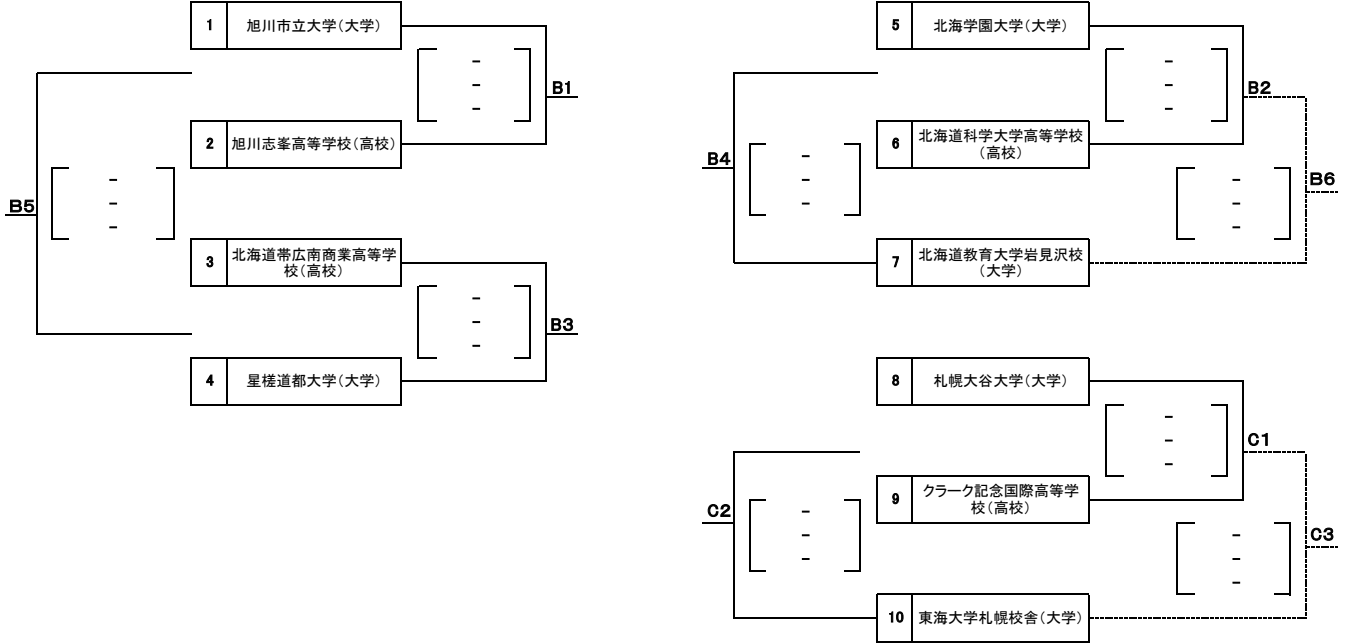 1 旭川市立大学(大学)
-
-
-
B1
2 旭川志峯高等学校(高校)
B5
-
-
-
3 北海道帯広南商業高等学
校(高校)
-
-
-
B3
4 星槎道都大学(大学)
5 北海学園大学(大学)
-
-
-
B2
6 北海道科学大学高等学校
(高校)
B4
-
-
-
B6
-
-
-
7 北海道教育大学岩見沢校
(大学)
8 札幌大谷大学(大学)
-
-
-
C1
9 クラーク記念国際高等学
校(高校)
C2
-
-
-
C3
-
-
-
10 東海大学札幌校舎(大学)